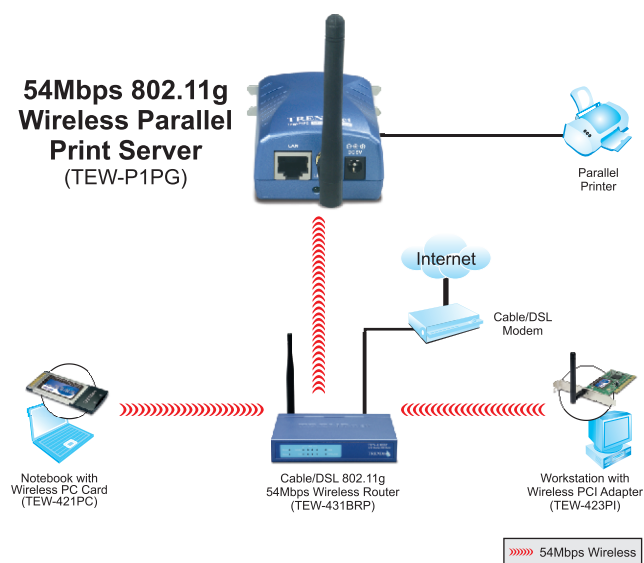 54Mbps 802.11g
Wireless Parallel
Print Server
(TEW-P1PG)
LAN
Parallel
Printer
Internet
Cable/DSL
Modem
Notebook with
Wireless PC Card
(TEW-421PC)
Cable/DSL 802.11g
54Mbps Wireless Router
(TEW-431BRP)
Workstation with
Wireless PCI Adapter
(TEW-423PI)
54Mbps Wireless